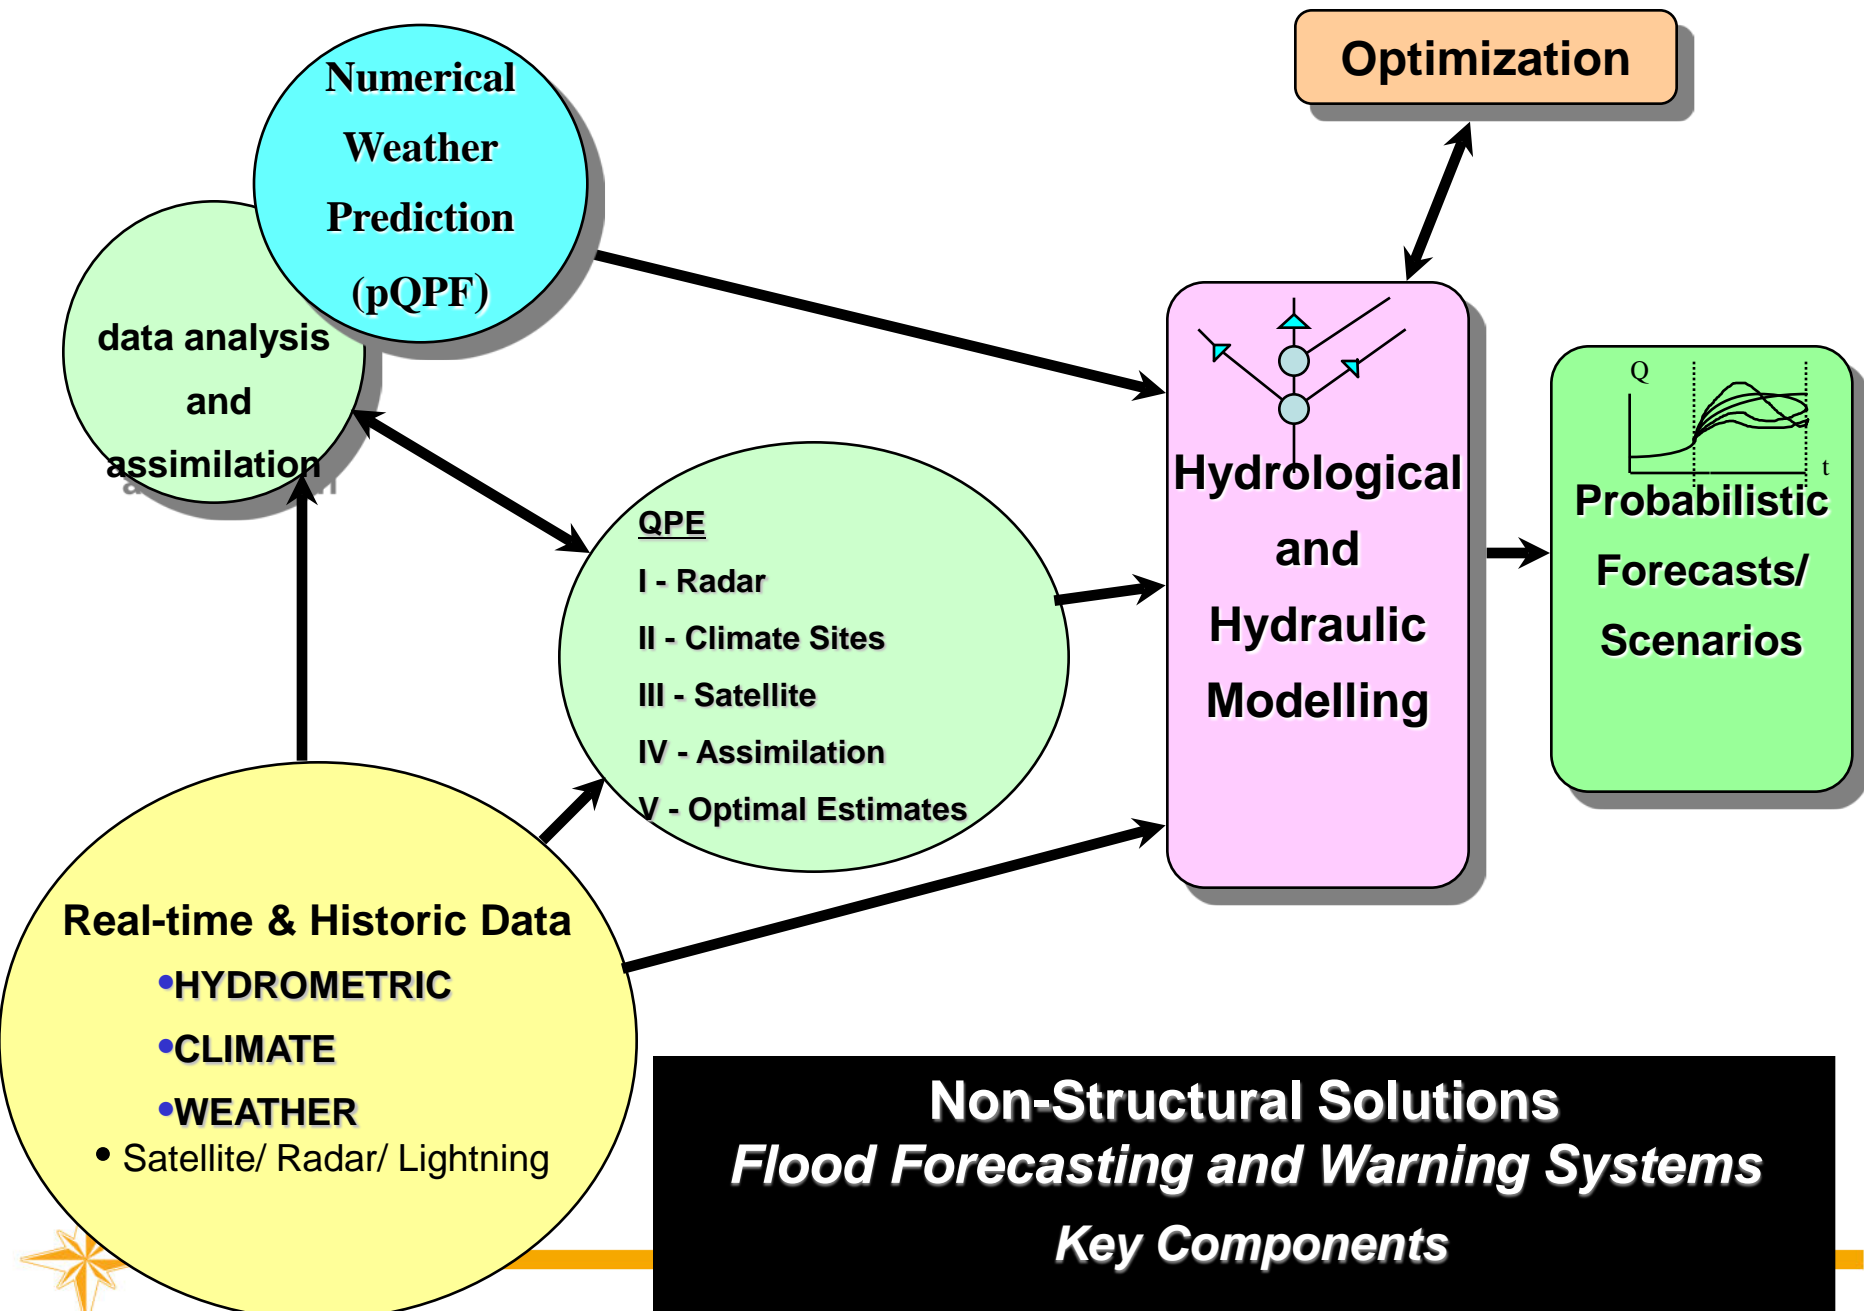 Numerical
Weather
Prediction
(pQPF)
data analysis
and
assimilation
Optimization
QPE
I - Radar
II - Climate Sites
III - Satellite
IV - Assimilation
V - Optimal Estimates
Hydrological
and
Hydraulic
Modelling
Q
t
Probabilistic
Forecasts/
Scenarios
Real-time & Historic Data
•HYDROMETRIC
•CLIMATE
•WEATHER
• Satellite/ Radar/ Lightning
Non-Structural Solutions
Flood Forecasting and Warning Systems
Key Components